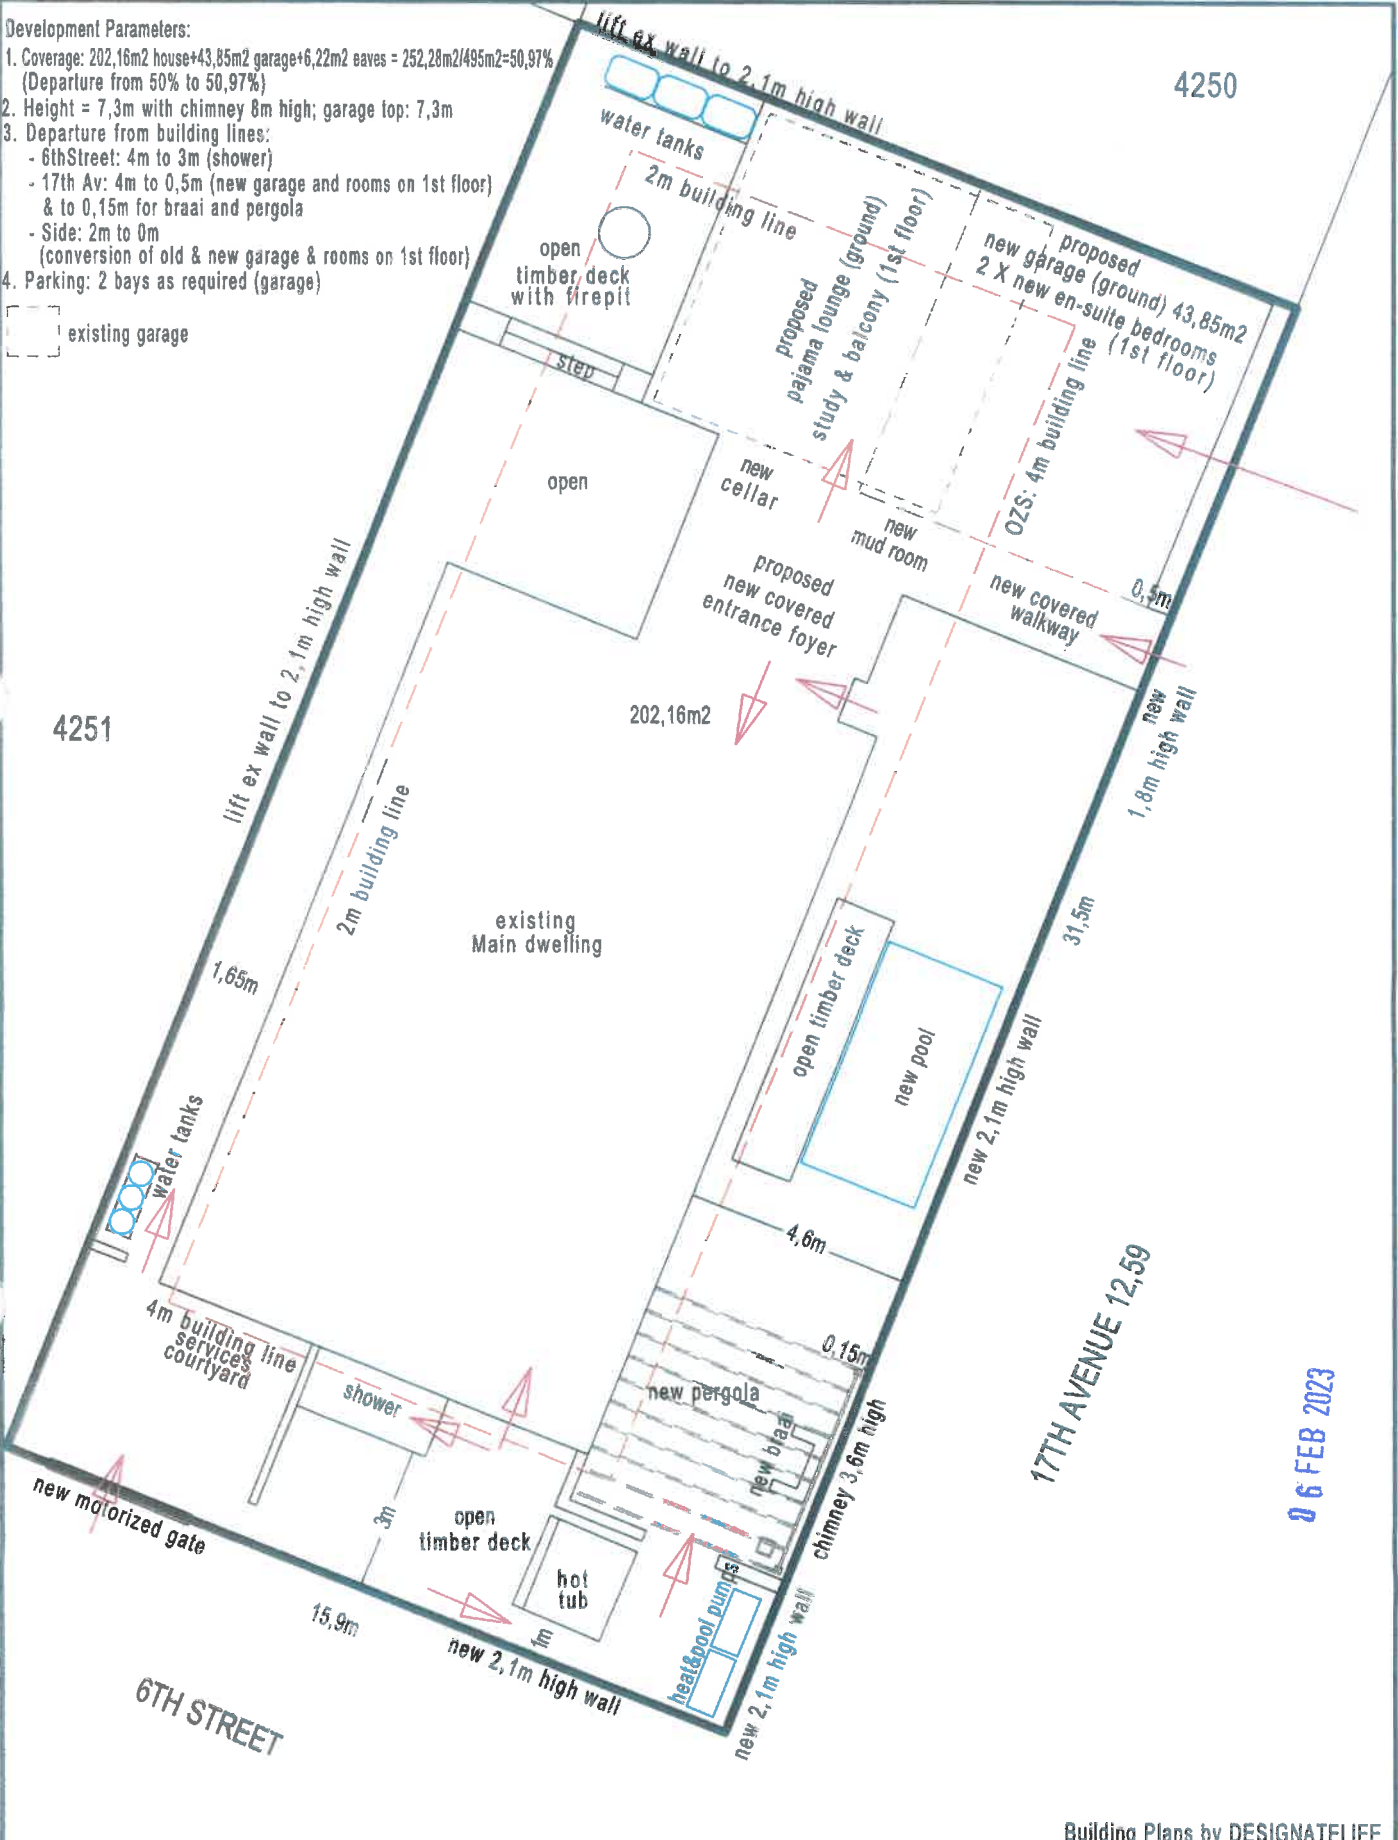 Development Parameters:
1. Coverage: 202,16m2 house+43,85m2 garage+6,22m2 eaves = 252,28m2/495m2=50,97%
(Departure from 50% to 50,97%)
2. Height = 7,3m with chimney 8m high; garage top: 7,3m
3. Departure from building lines:
- 6thStreet: 4m to 3m (shower)
- 17th Av: 4m to 0,5m (new garage and rooms on 1st floor)
& to 0,15m for braai and pergola
- Side: 2m to 0m
(conversion of old & new garage & rooms on 1st floor)
4. Parking: 2 bays as required (garage)
existing garage
lift ex wall to 2,1m high wall
4250
water tanks
2m building line
open
timber deck
with firepit
step
proposed
pajama lounge (ground)
study & balcony (1st floor)
proposed
new garage (ground) 43,85m2
2 X new en-suite bedrooms
(1st floor)
OZS: 4m building line
open
new
cellar
new
mud room
proposed
new covered
entrance foyer
new covered
walkway
0,5m
lift ex wall to 2,1m high wall
4251
202,16m2
new
1,8m high wall
2m building line
existing
Main dwelling
31,5m
1,65m
open timber deck
new pool
new 2,1m high wall
water tanks
4,6m
17TH AVENUE 12,59
4m building line
services
courtyard
shower
0,15m
new pergola
new braai
chimney 3,6m high
06 FEB 2023
new motorized gate
3m
open
timber deck
hot
tub
1m
heat&pool pumps
15,9m
new 2,1m high wall
new 2,1m high wall
6TH STREET
Building Plans by DESIGNATELIFE